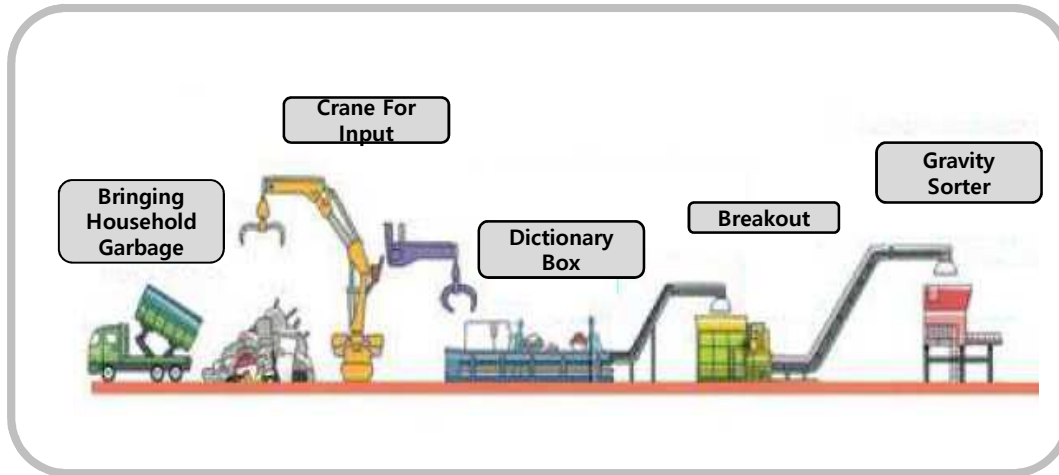 Crane For
Input
Gravity
Sorter
Bringing
Household
Garbage
Breakout
Dictionary
Box